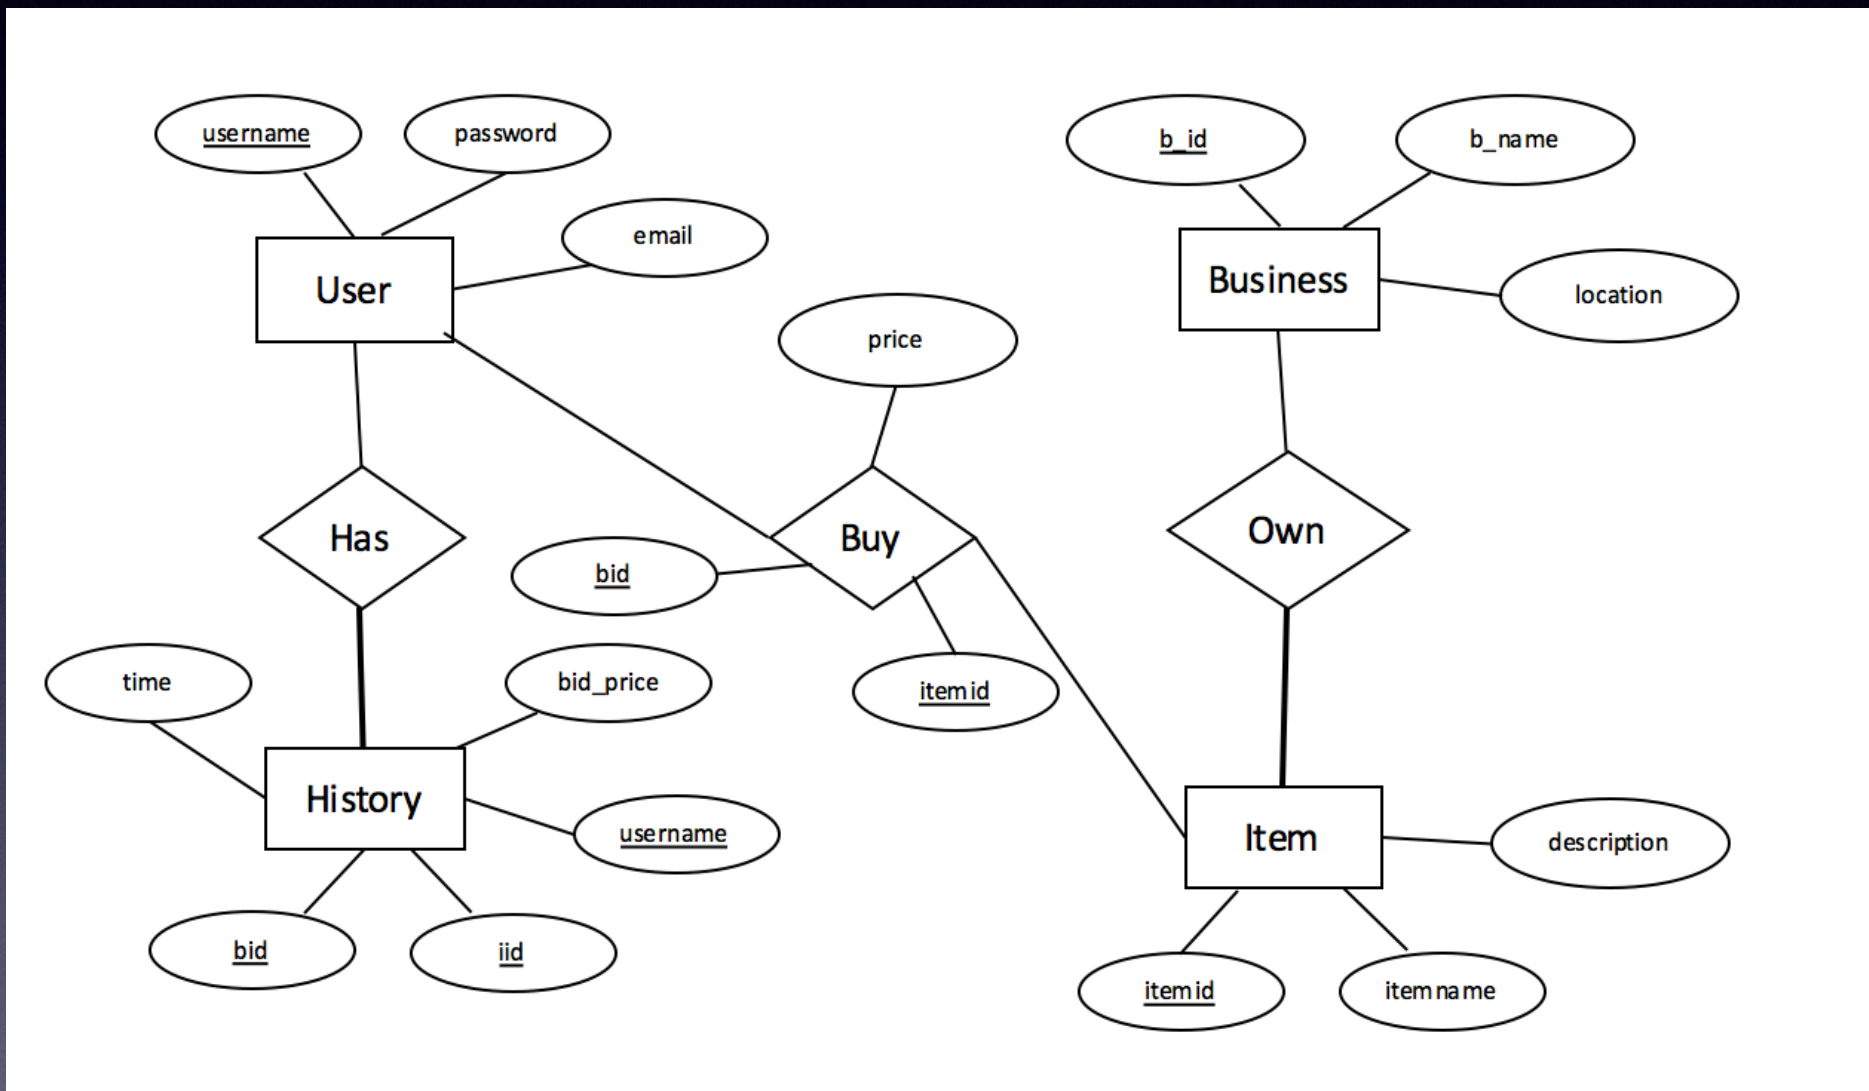 username
password
email
User
b_id
b_name
Business
location
price
Has
Buy
Own
bid
itemid
time
bid_price
History
username
bid
iid
Item
description
itemid
itemname